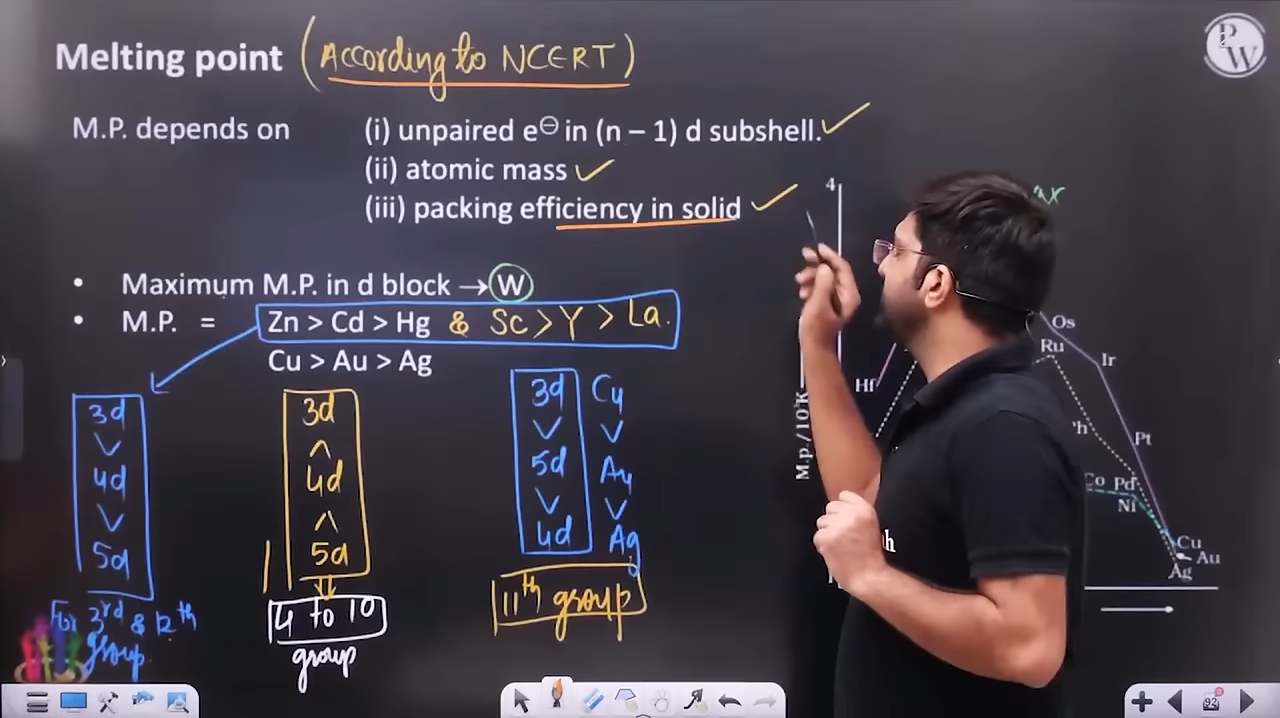 Melting point (According to NCERT)
M.P. depends on (i) unpaired e⊖ in (n – 1) d subshell.
(ii) atomic mass
(iii) packing efficiency in solid
• Maximum M.P. in d block → W
• M.P. = Zn > Cd > Hg & Sc > Y > La.
Cu > Au > Ag
3d
V
4d
V
5d
For 3rd & 12th
group.
3d
^
4d
^
5d
4 to 10
group
3d Cu
V V
5d Au
V V
4d Ag
11th group
PW
4
M.p./10³K
Hf
Os
Ru
Ir
Pt
Co Pd
Ni
Cu
Au
Ag
92